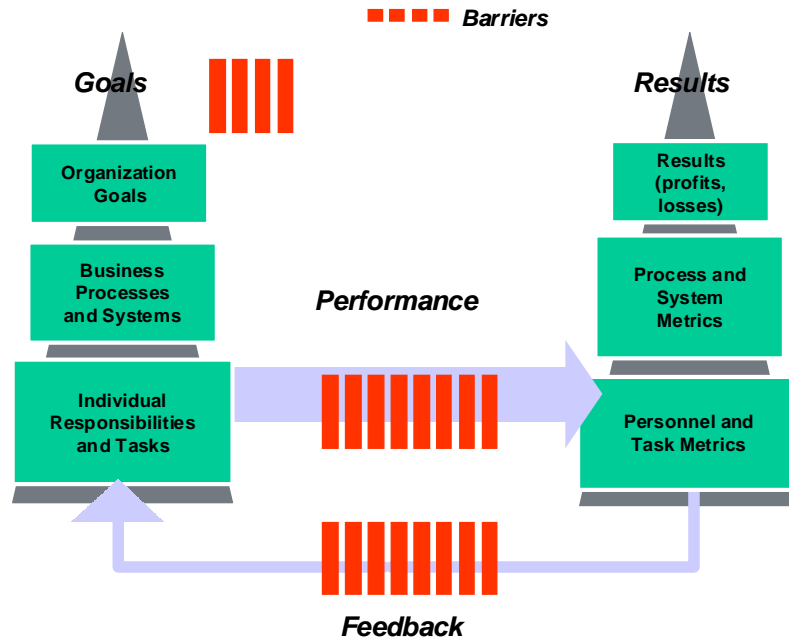 Barriers
Goals
Results
Organization
Goals
Results
(profits,
losses)
Business
Processes
and Systems
Process and
System
Metrics
Performance
Individual
Responsibilities
and Tasks
Personnel and
Task Metrics
Feedback